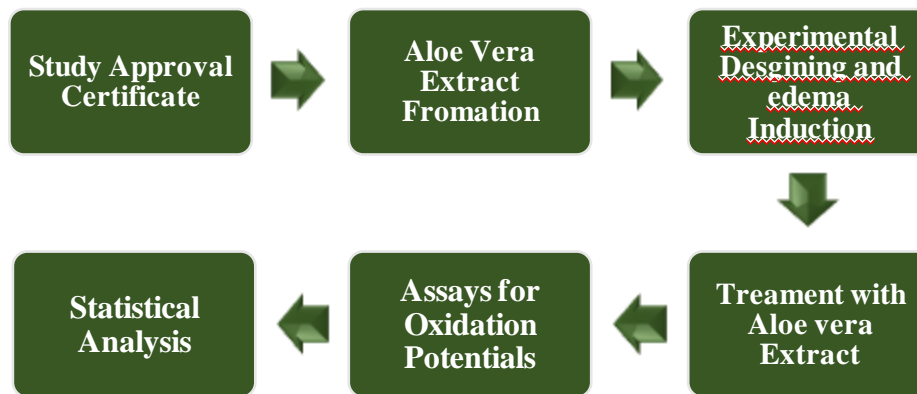 Study Approval
Certificate
Aloe Vera
Extract
Fromation
Experimental
Desgining and
edema
Induction
Treament with
Aloe vera
Extract
Assays for
Oxidation
Potentials
Statistical
Analysis